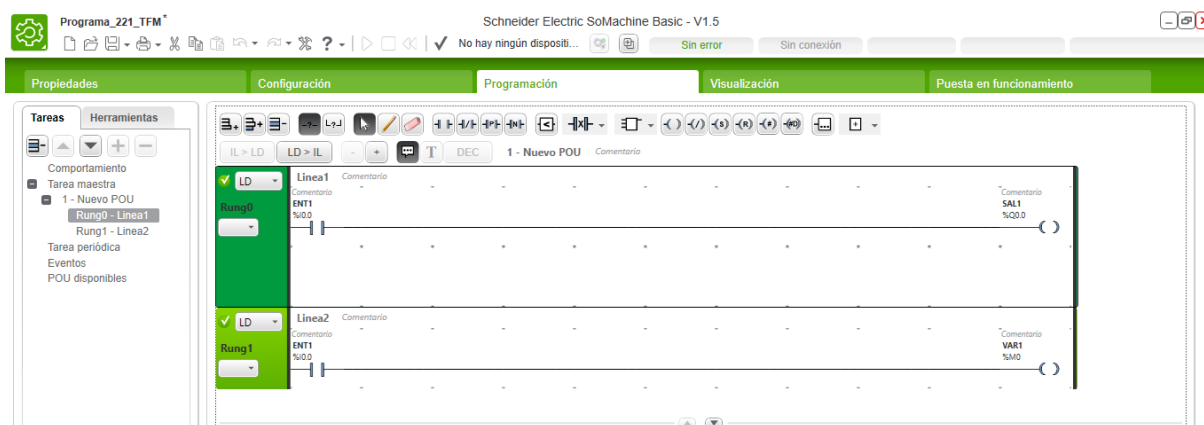 Programa_221_TFM*
Schneider Electric SoMachine Basic - V1.5
No hay ningún dispositi... Sin error Sin conexión
Propiedades Configuración Programación Visualización Puesta en funcionamiento
Tareas Herramientas
IL > LD LD > IL - + T DEC 1 - Nuevo POU Comentario
Comportamiento
Tarea maestra
1 - Nuevo POU
Rung0 - Linea1
Rung1 - Linea2
Tarea periódica
Eventos
POU disponibles
LD Linea1 Comentario
Comentario Comentario
Rung0 ENT1 SAL1
%I0.0 %Q0.0
LD Linea2 Comentario
Comentario Comentario
Rung1 ENT1 VAR1
%I0.0 %M0